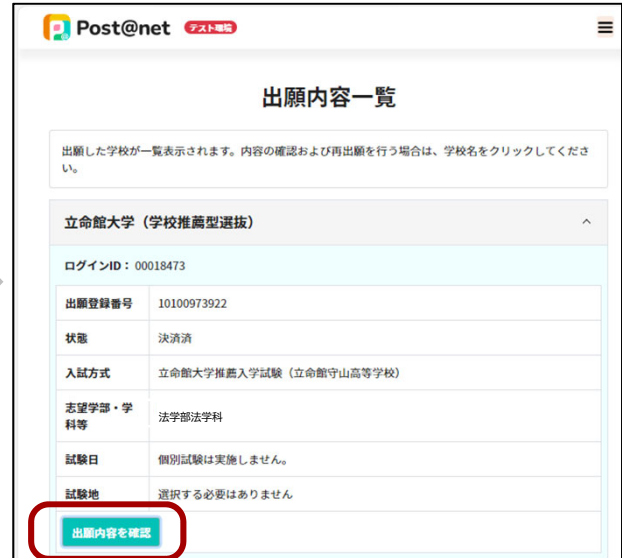 Post@net テスト環境
出願内容一覧
出願した学校が一覧表示されます。内容の確認および再出願を行う場合は、学校名をクリックしてくださ
い。
立命館大学（学校推薦型選抜）
ログインID： 00018473
出願登録番号 10100973922
状態 決済済
入試方式 立命館大学推薦入学試験（立命館守山高等学校）
志望学部・学
科等 法学部法学科
試験日 個別試験は実施しません。
試験地 選択する必要はありません
出願内容を確認